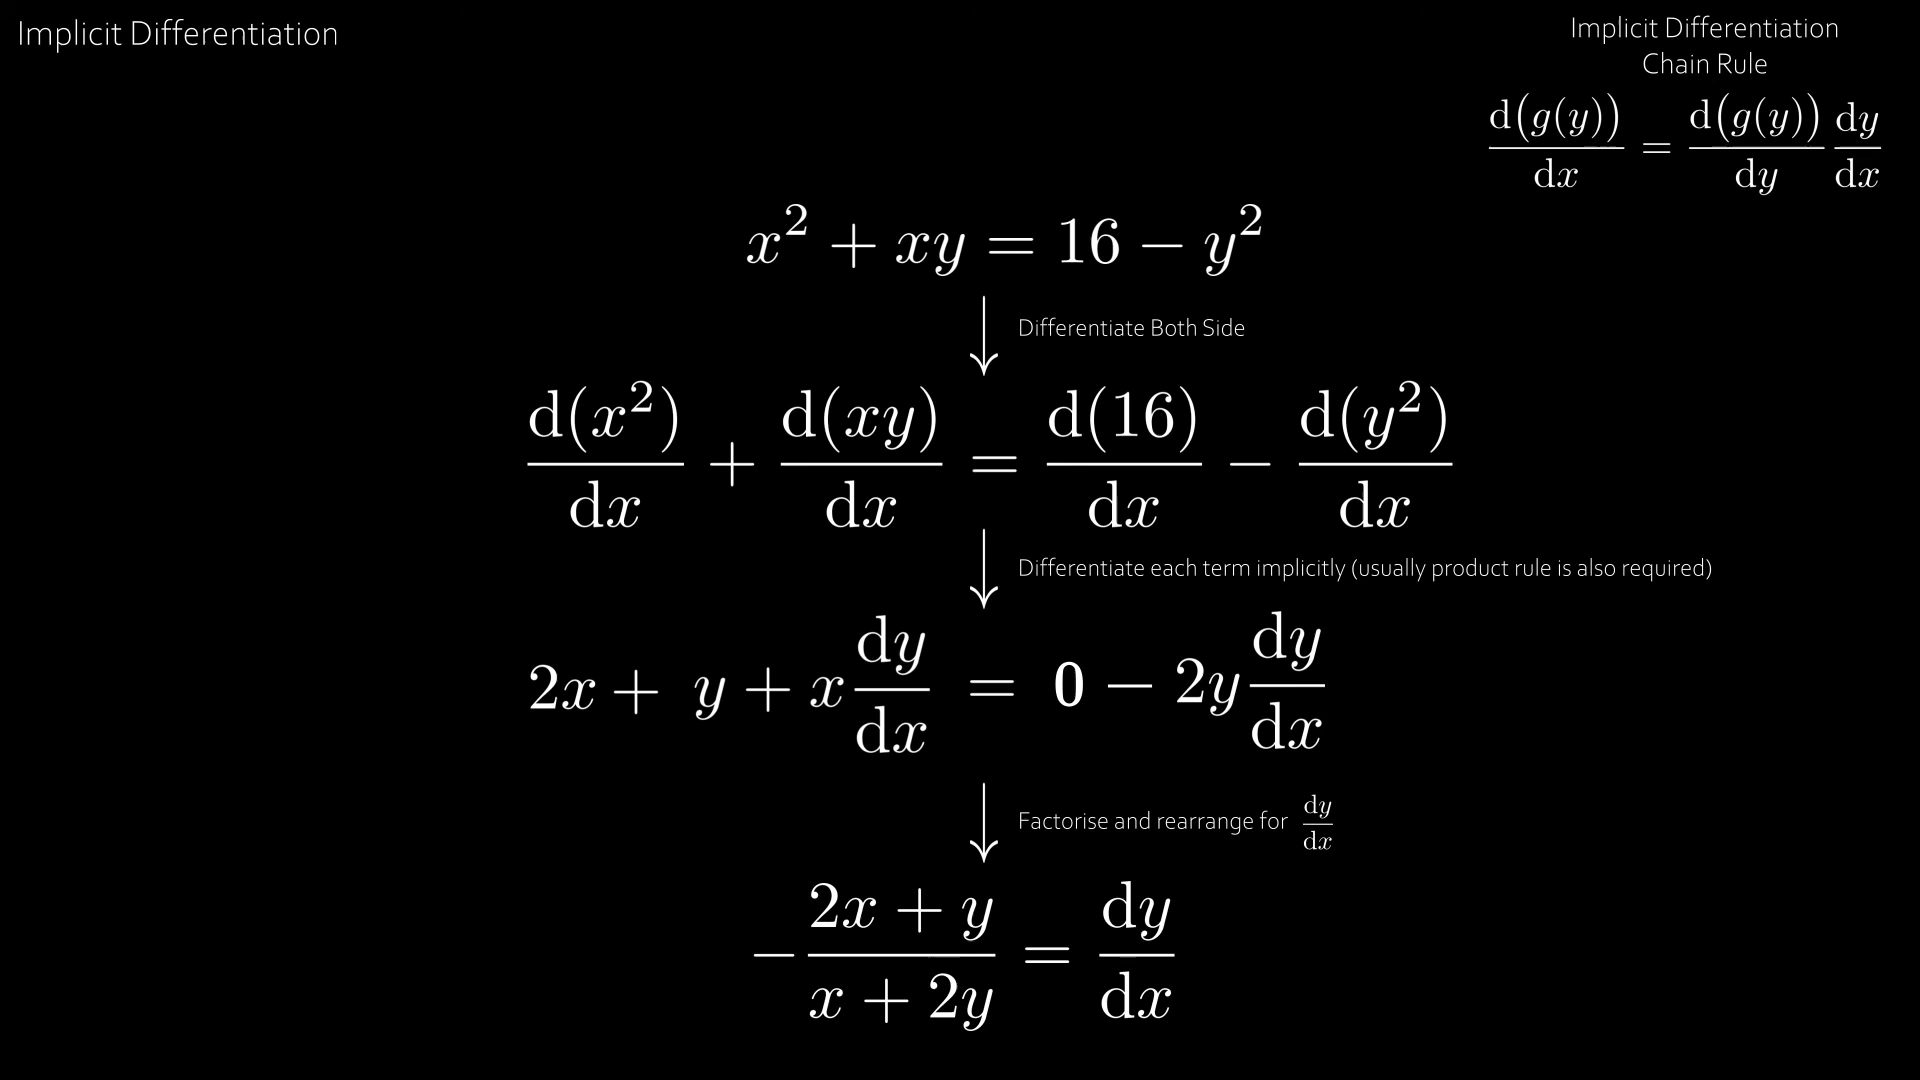 Implicit Differentiation
Implicit Differentiation
Chain Rule
d(g(y))/dx = d(g(y))/dy dy/dx
x² + xy = 16 − y²
Differentiate Both Side
d(x²)/dx + d(xy)/dx = d(16)/dx − d(y²)/dx
Differentiate each term implicitly (usually product rule is also required)
2x + y + x dy/dx = 0 − 2y dy/dx
Factorise and rearrange for dy/dx
− (2x + y)/(x + 2y) = dy/dx